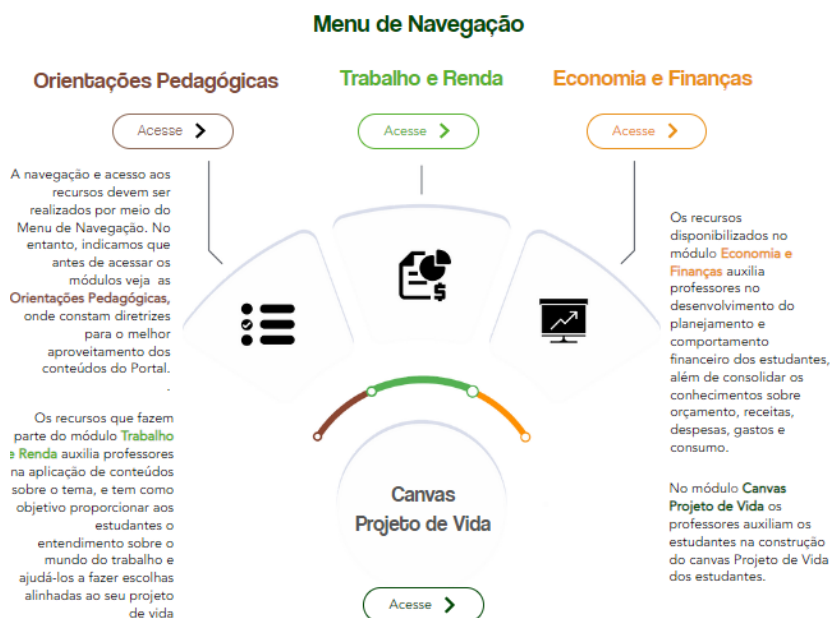 Menu de Navegação
Orientações Pedagógicas
Trabalho e Renda
Economia e Finanças
Acesse
Acesse
Acesse
A navegação e acesso aos
recursos devem ser
realizados por meio do
Menu de Navegação. No
entanto, indicamos que
antes de acessar os
módulos veja as
Orientações Pedagógicas,
onde constam diretrizes
para o melhor
aproveitamento dos
conteúdos do Portal.
.
Os recursos que fazem
parte do módulo Trabalho
e Renda auxilia professores
na aplicação de conteúdos
sobre o tema, e tem como
objetivo proporcionar aos
estudantes o
entendimento sobre o
mundo do trabalho e
ajudá-los a fazer escolhas
alinhadas ao seu projeto
de vida
$
Canvas
Projeto de Vida
Acesse
Os recursos
disponibilizados no
módulo Economia e
Finanças auxilia
professores no
desenvolvimento do
planejamento e
comportamento
financeiro dos estudantes,
além de consolidar os
conhecimentos sobre
orçamento, receitas,
despesas, gastos e
consumo.
No módulo Canvas
Projeto de Vida os
professores auxiliam os
estudantes na construção
do canvas Projeto de Vida
dos estudantes.